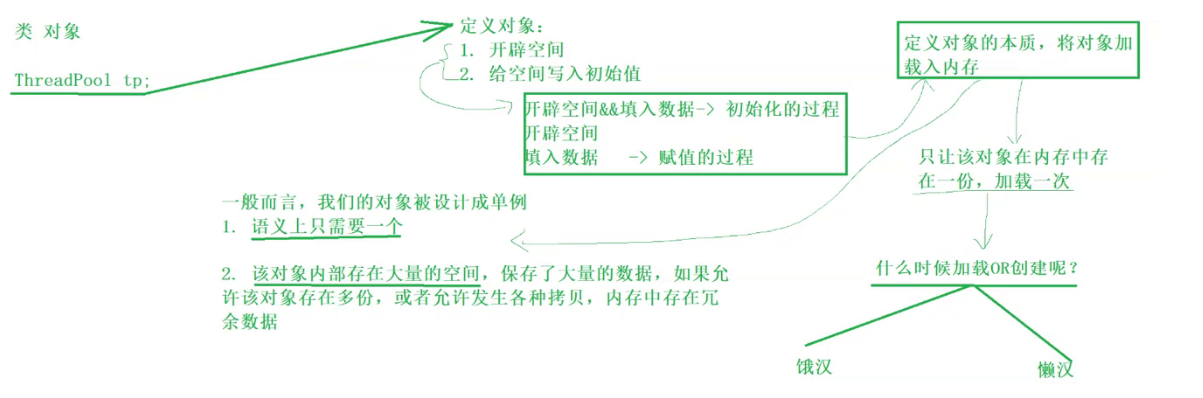 类 对象
ThreadPool tp;
定义对象:
1. 开辟空间
2. 给空间写入初始值
开辟空间&&填入数据-> 初始化的过程
开辟空间
填入数据 -> 赋值的过程
定义对象的本质，将对象加
载入内存
只让该对象在内存中存
在一份，加载一次
什么时候加载OR创建呢?
饿汉
懒汉
一般而言，我们的对象被设计成单例
1. 语义上只需要一个
2. 该对象内部存在大量的空间，保存了大量的数据，如果允
许该对象存在多份，或者允许发生各种拷贝，内存中存在冗
余数据